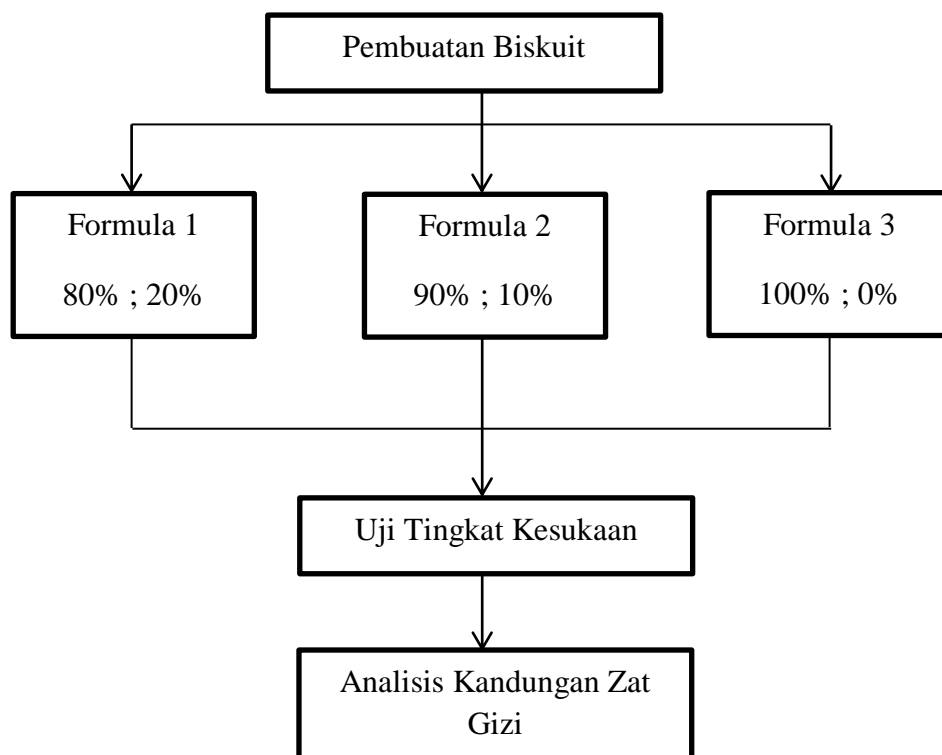 Pembuatan Biskuit
Formula 1
80% ; 20%
Formula 2
90% ; 10%
Formula 3
100% ; 0%
Uji Tingkat Kesukaan
Analisis Kandungan Zat
Gizi